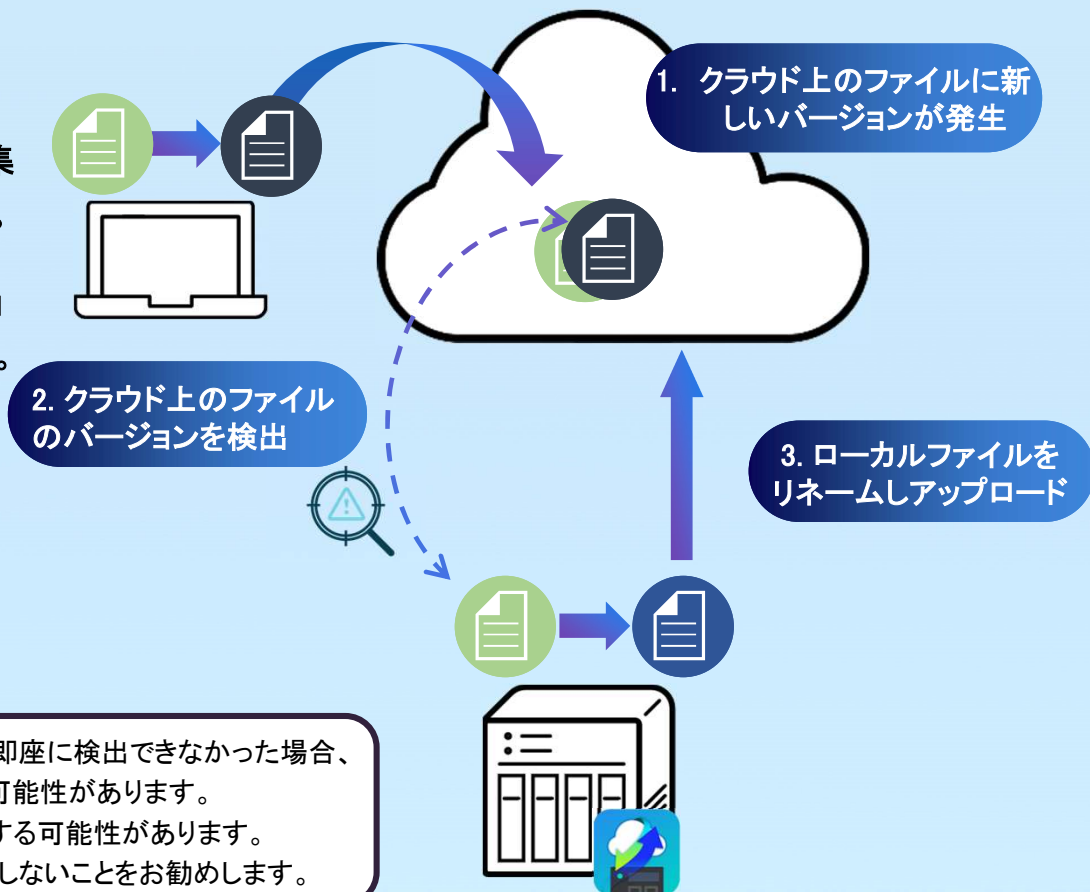 集
。
1. クラウド上のファイルに新
しいバージョンが発生
2. クラウド上のファイル
のバージョンを検出
3. ローカルファイルを
リネームしアップロード
即座に検出できなかった場合、
可能性があります。
する可能性があります。
しないことをお勧めします。